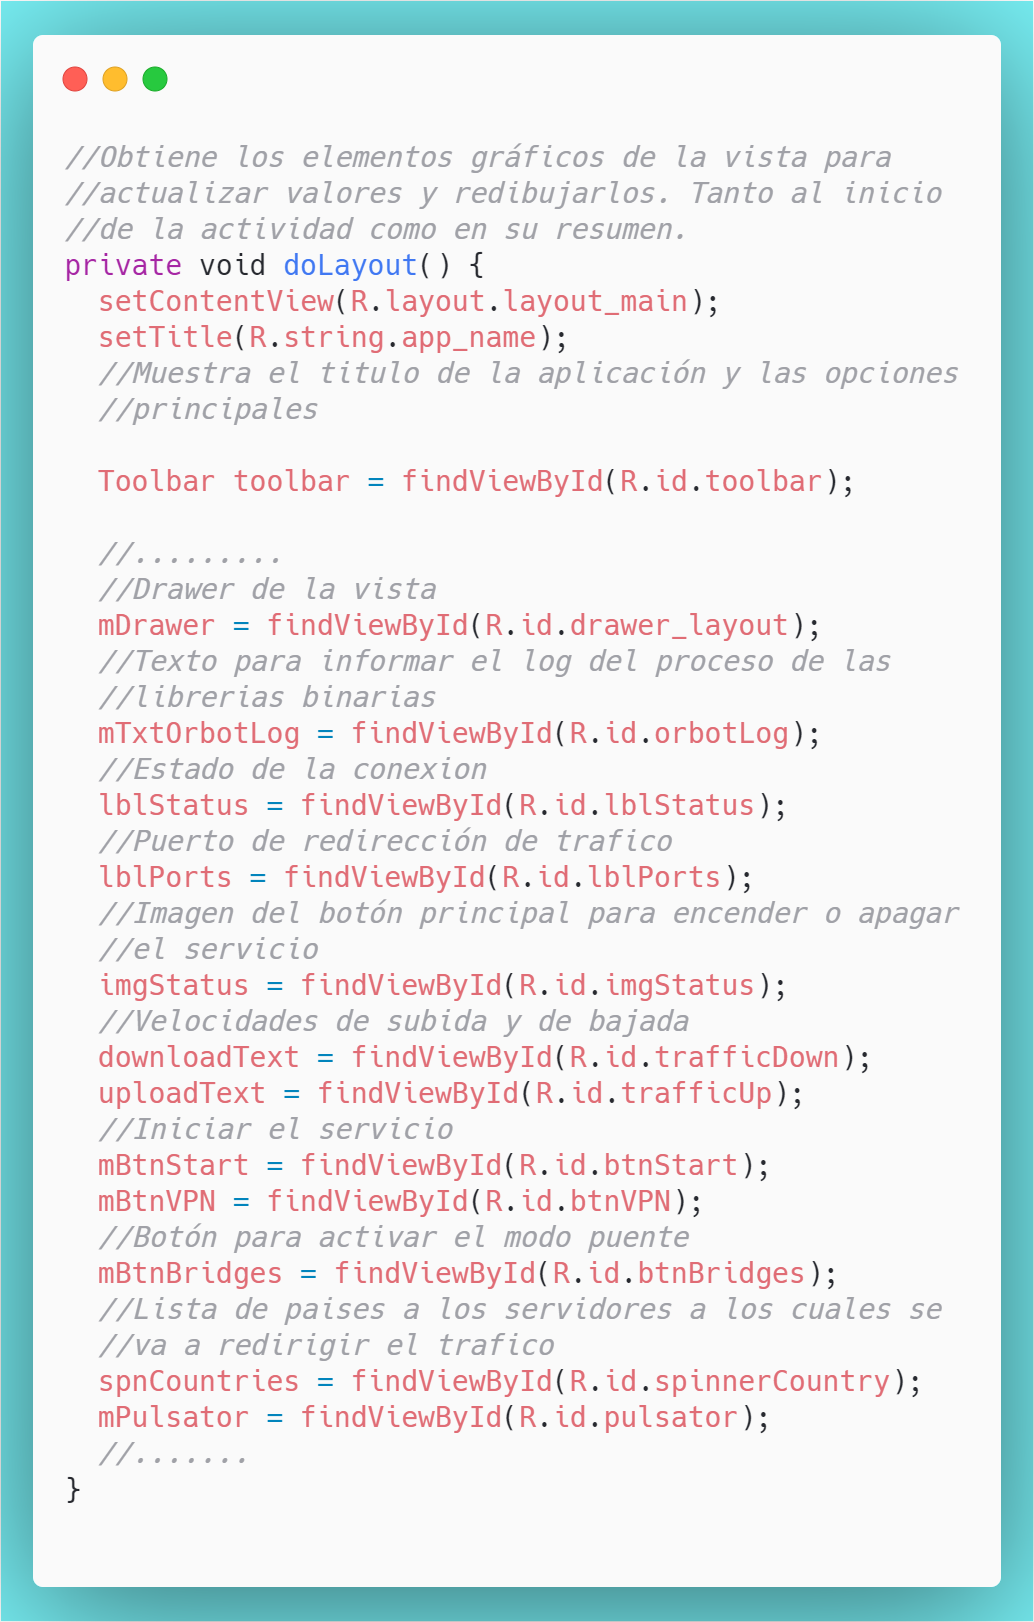 //Obtiene los elementos gráficos de la vista para
//actualizar valores y redibujarlos. Tanto al inicio
//de la actividad como en su resumen.
private void doLayout() {
  setContentView(R.layout.layout_main);
  setTitle(R.string.app_name);
  //Muestra el titulo de la aplicación y las opciones
  //principales

  Toolbar toolbar = findViewById(R.id.toolbar);

  //.........
  //Drawer de la vista
  mDrawer = findViewById(R.id.drawer_layout);
  //Texto para informar el log del proceso de las
  //librerias binarias
  mTxtOrbotLog = findViewById(R.id.orbotLog);
  //Estado de la conexion
  lblStatus = findViewById(R.id.lblStatus);
  //Puerto de redirección de trafico
  lblPorts = findViewById(R.id.lblPorts);
  //Imagen del botón principal para encender o apagar
  //el servicio
  imgStatus = findViewById(R.id.imgStatus);
  //Velocidades de subida y de bajada
  downloadText = findViewById(R.id.trafficDown);
  uploadText = findViewById(R.id.trafficUp);
  //Iniciar el servicio
  mBtnStart = findViewById(R.id.btnStart);
  mBtnVPN = findViewById(R.id.btnVPN);
  //Botón para activar el modo puente
  mBtnBridges = findViewById(R.id.btnBridges);
  //Lista de paises a los servidores a los cuales se
  //va a redirigir el trafico
  spnCountries = findViewById(R.id.spinnerCountry);
  mPulsator = findViewById(R.id.pulsator);
  //.......
}